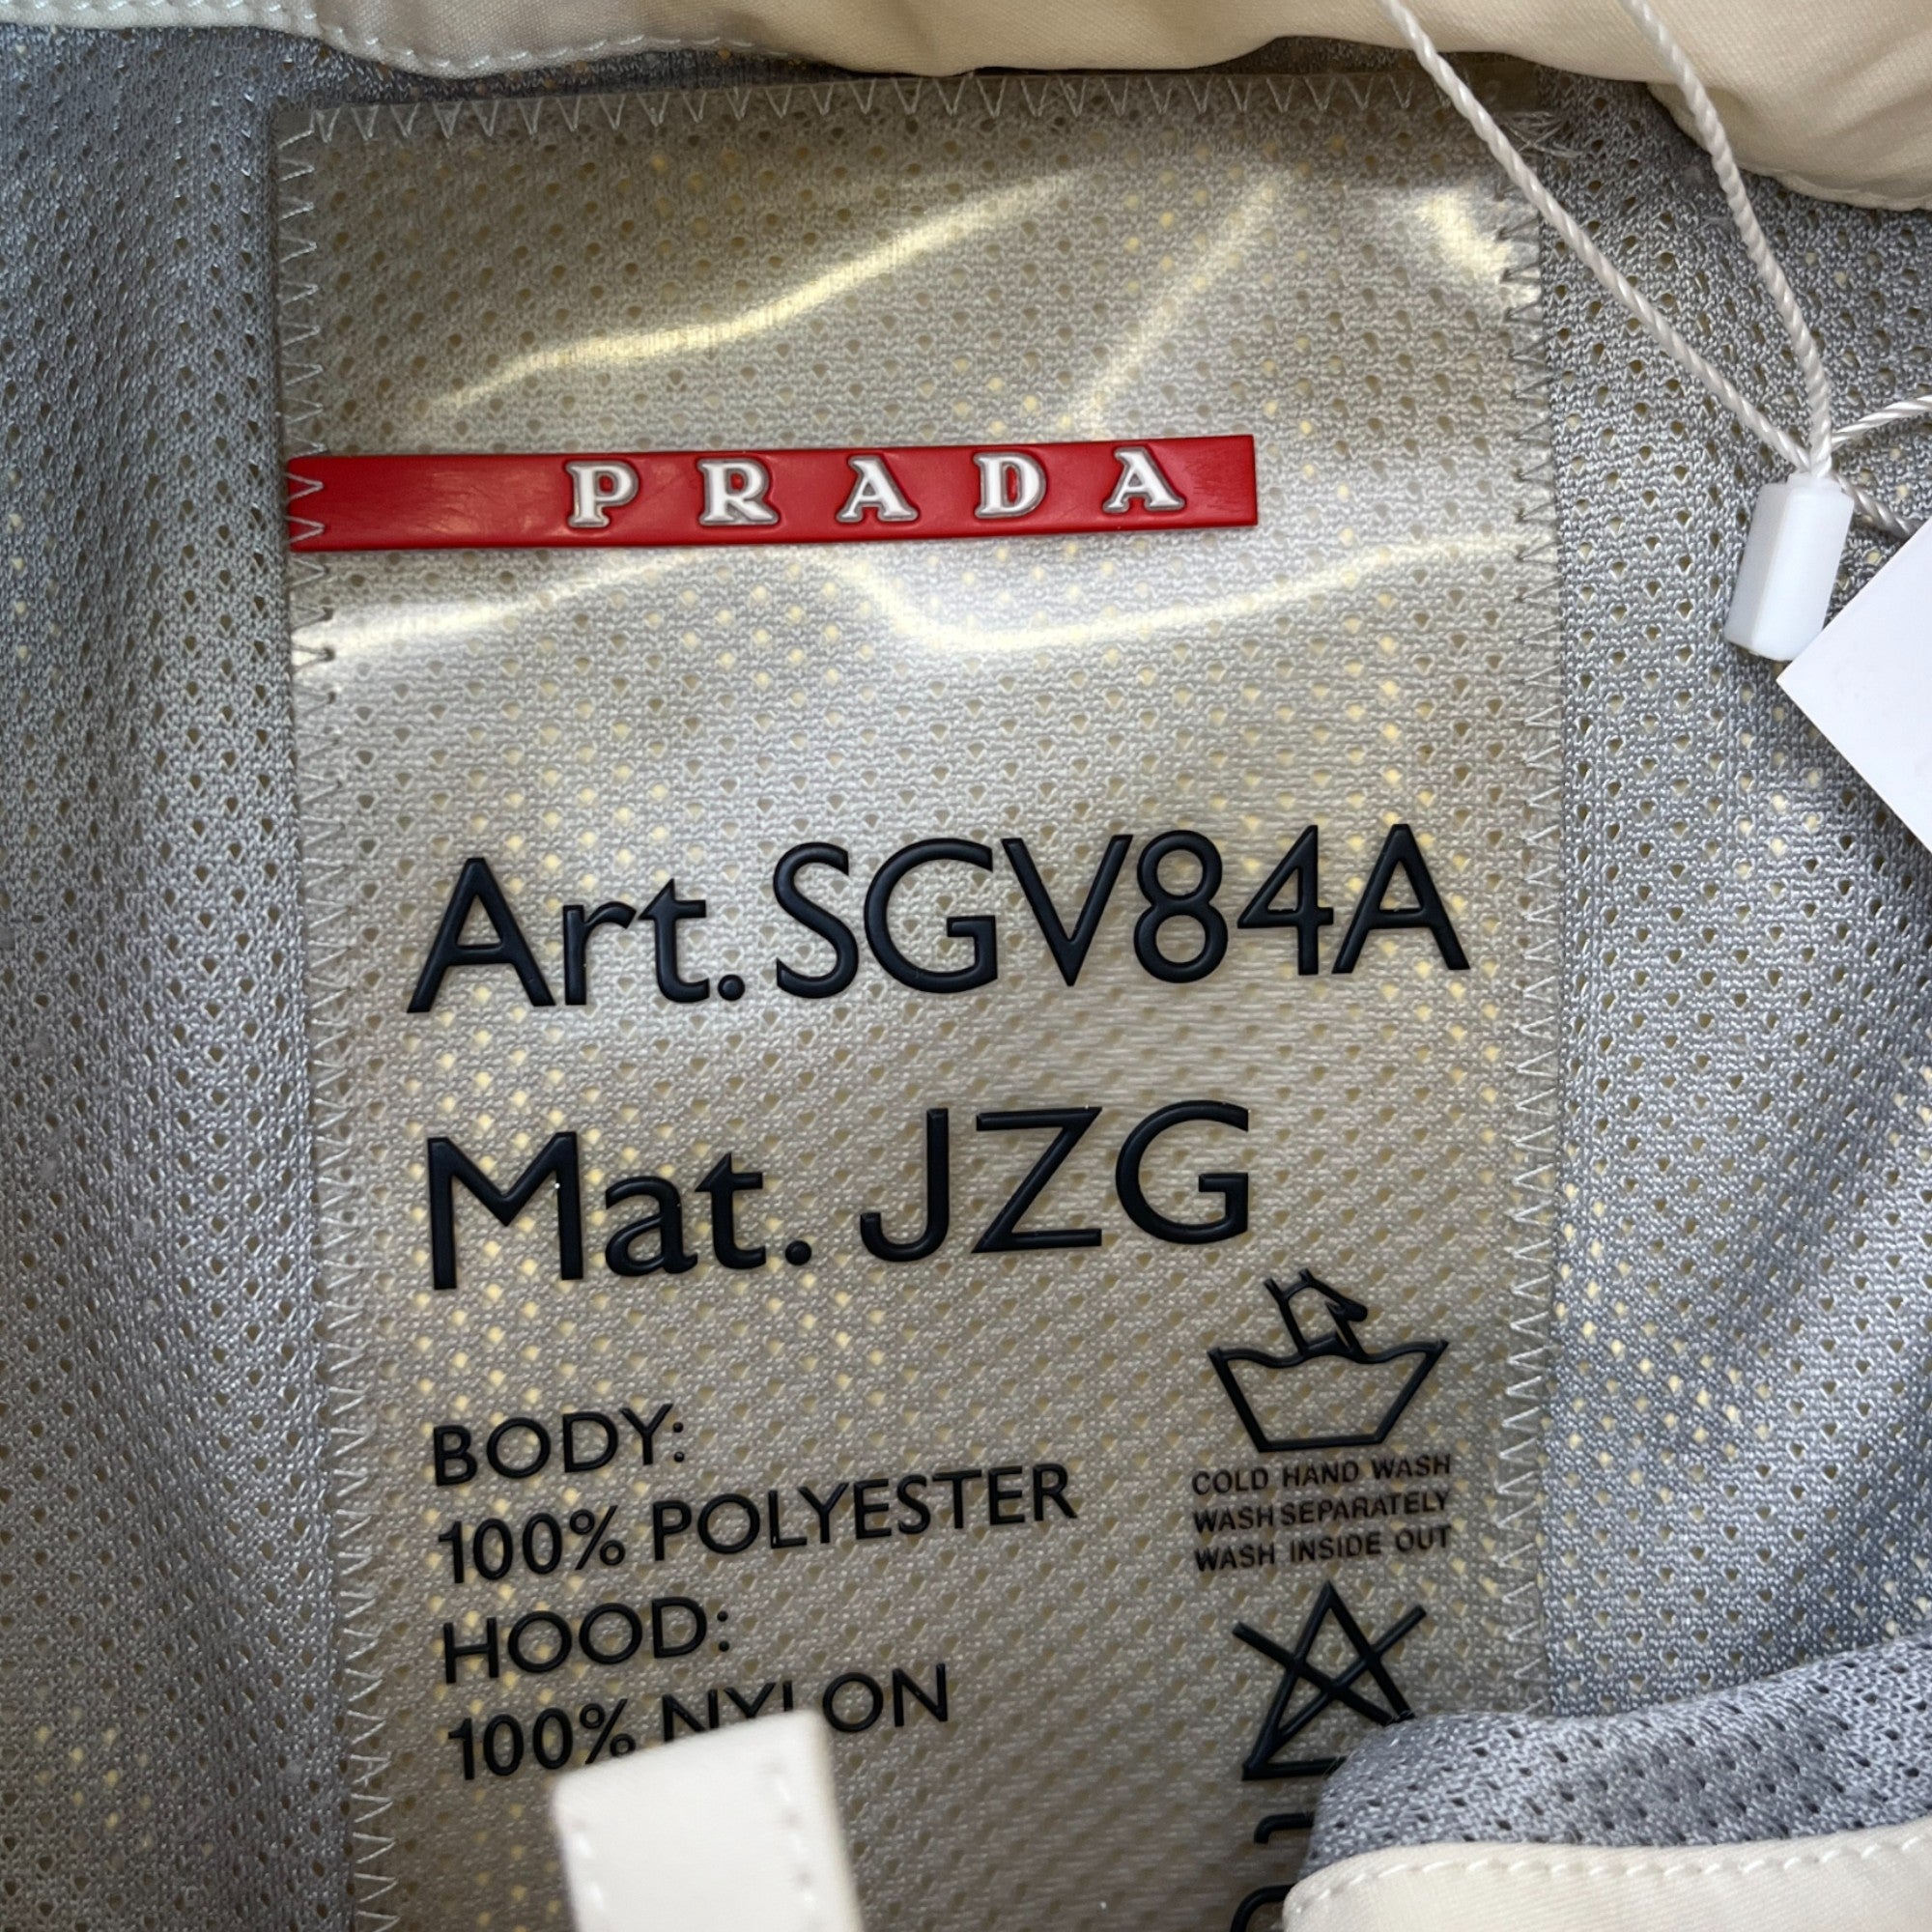 PRADA
Art. SGV84A
Mat. JZG
BODY:
100% POLYESTER
HOOD:
100% NYLON
COLD HAND WASH
WASH SEPARATELY
WASH INSIDE OUT